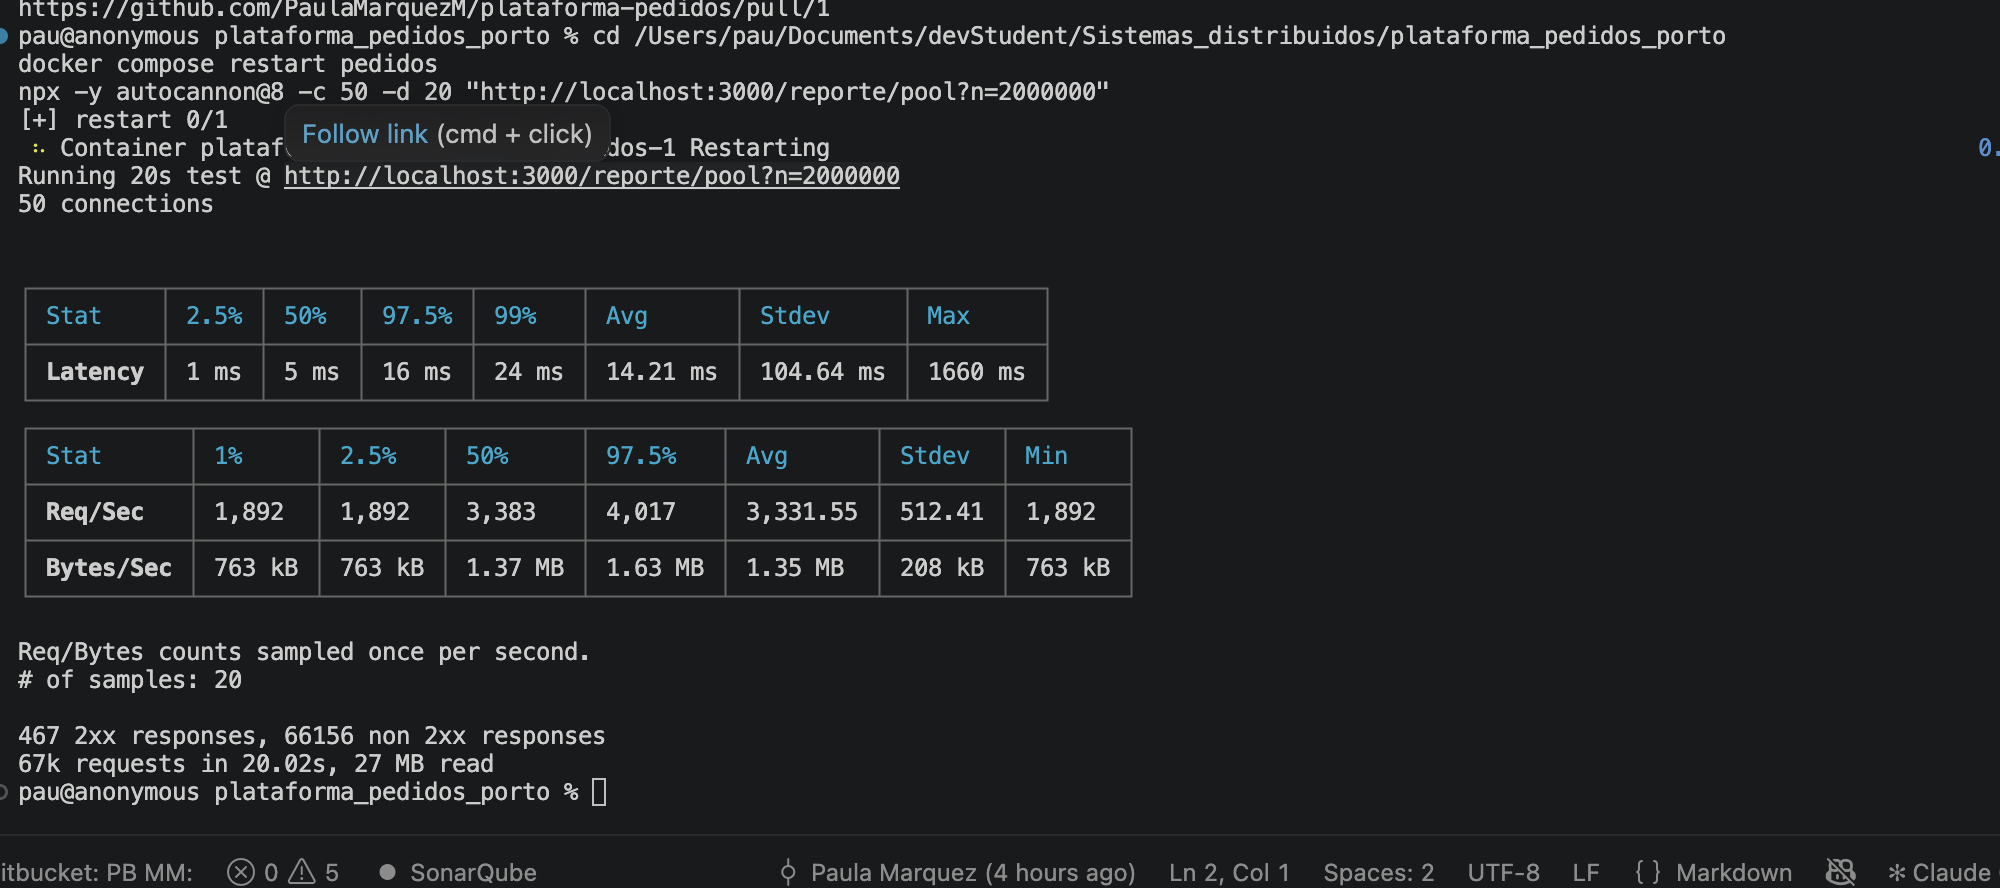 https://github.com/PaulaMarquezM/plataforma-pedidos/pull/1
pau@anonymous plataforma_pedidos_porto % cd /Users/pau/Documents/devStudent/Sistemas_distribuidos/plataforma_pedidos_porto
docker compose restart pedidos
npx -y autocannon@8 -c 50 -d 20 "http://localhost:3000/reporte/pool?n=2000000"
[+] restart 0/1
Follow link (cmd + click)
Container plataf dos-1 Restarting 0.
Running 20s test @ http://localhost:3000/reporte/pool?n=2000000
50 connections
Stat 2.5% 50% 97.5% 99% Avg Stdev Max
Latency 1 ms 5 ms 16 ms 24 ms 14.21 ms 104.64 ms 1660 ms
Stat 1% 2.5% 50% 97.5% Avg Stdev Min
Req/Sec 1,892 1,892 3,383 4,017 3,331.55 512.41 1,892
Bytes/Sec 763 kB 763 kB 1.37 MB 1.63 MB 1.35 MB 208 kB 763 kB
Req/Bytes counts sampled once per second.
# of samples: 20
467 2xx responses, 66156 non 2xx responses
67k requests in 20.02s, 27 MB read
pau@anonymous plataforma_pedidos_porto %
itbucket: PB MM: 0 5 SonarQube Paula Marquez (4 hours ago) Ln 2, Col 1 Spaces: 2 UTF-8 LF { } Markdown Claude